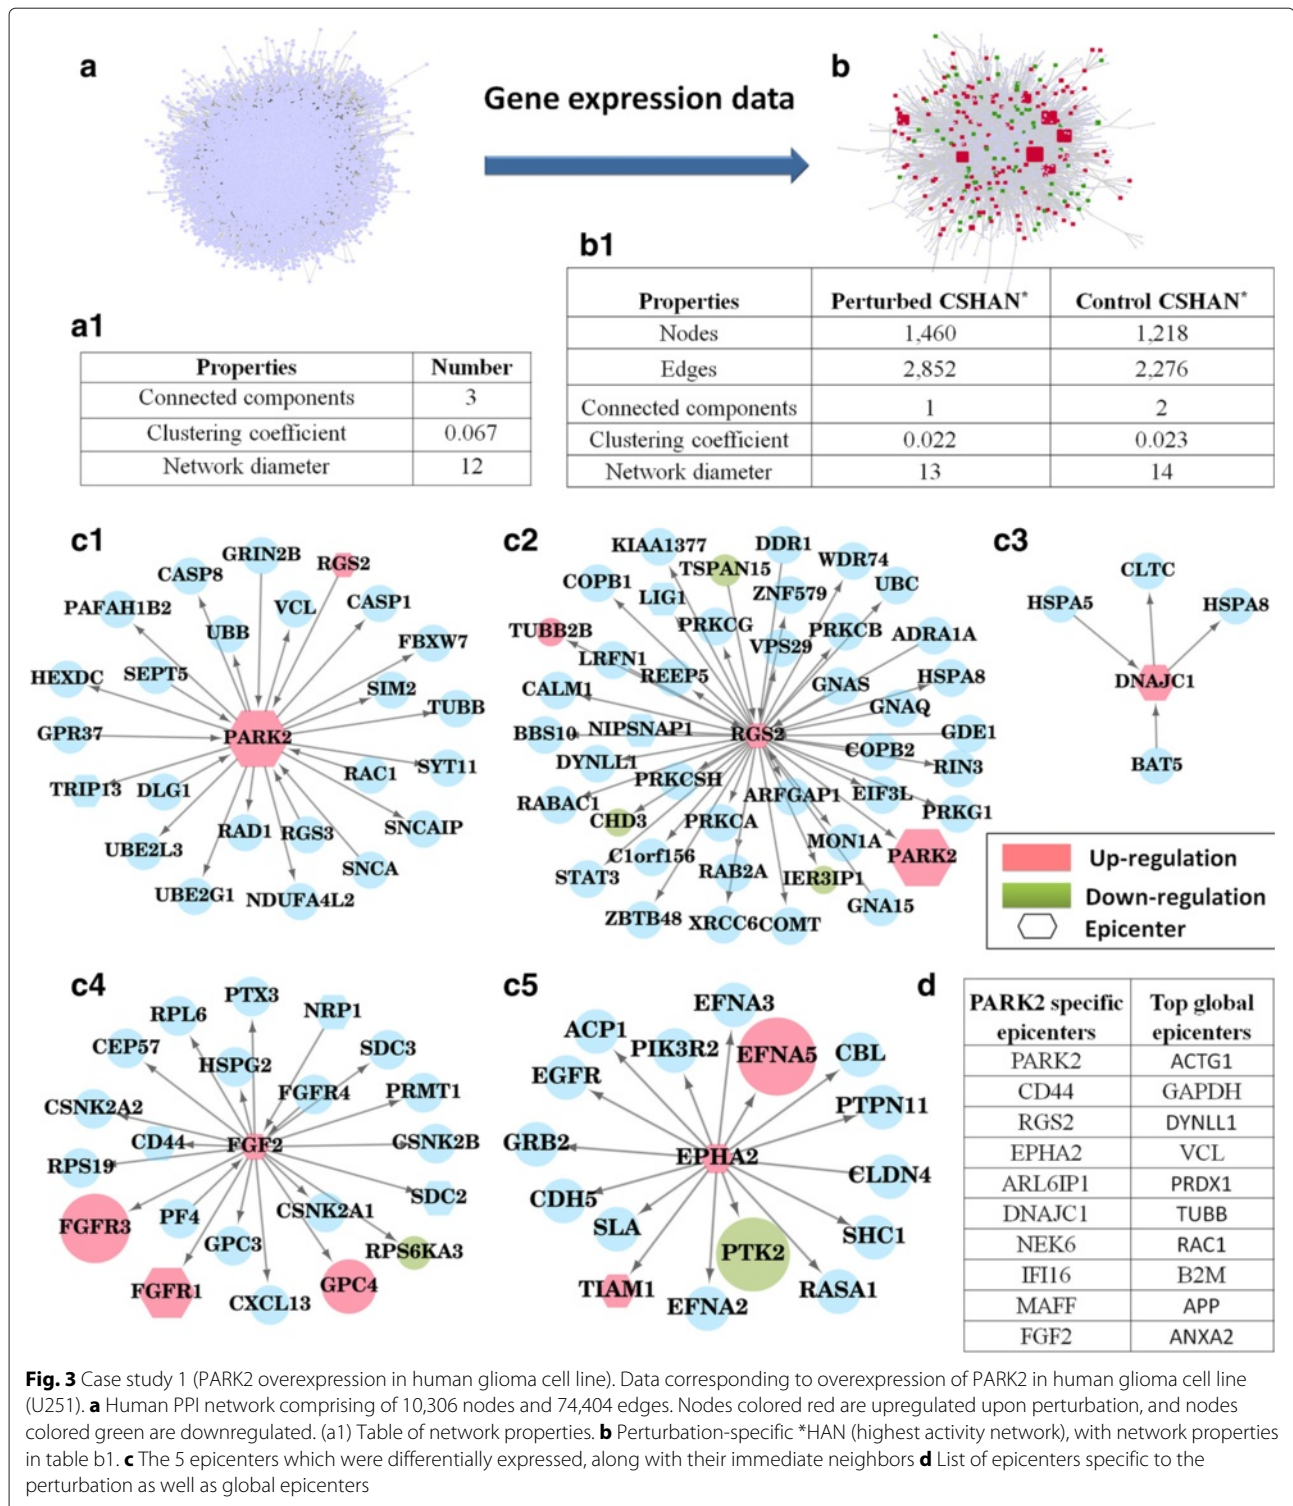 a
Gene expression data
b
a1
Properties Number
Connected components 3
Clustering coefficient 0.067
Network diameter 12
b1
Properties Perturbed CSHAN* Control CSHAN*
Nodes 1,460 1,218
Edges 2,852 2,276
Connected components 1 2
Clustering coefficient 0.022 0.023
Network diameter 13 14
c1
GRIN2B
RGS2
CASP8
PAFAH1B2
VCL
CASP1
UBB
FBXW7
HEXDC
SEPT5
SIM2
TUBB
GPR37
PARK2
SYT11
RAC1
TRIP13
DLG1
RAD1
RGS3
SNCAIP
UBE2L3
SNCA
UBE2G1
NDUFA4L2
c2
KIAA1377
DDR1
TSPAN15
WDR74
COPB1
LIG1
ZNF579
UBC
TUBB2B
PRKCG
PRKCB
ADRA1A
VPS29
LRFN1
REEP5
GNAS
HSPA8
CALM1
GNAQ
BBS10
NIPSNAP1
RGS2
GDE1
COPB2
DYNLL1
RIN3
PRKCSH
RABAC1
ARFGAP1
EIF3L
PRKG1
CHD3
PRKCA
MON1A
PARK2
C1orf156
STAT3
RAB2A
IER3IP1
GNA15
ZBTB48
XRCC6
COMT
c3
CLTC
HSPA5
HSPA8
DNAJC1
BAT5
Up-regulation
Down-regulation
Epicenter
c4
PTX3
NRP1
RPL6
CEP57
SDC3
HSPG2
FGFR4
PRMT1
CSNK2A2
CD44
FGF2
CSNK2B
RPS19
SDC2
FGFR3
PF4
CSNK2A1
GPC3
RPS6KA3
FGFR1
GPC4
CXCL13
c5
EFNA3
ACP1
PIK3R2
EFNA5
CBL
EGFR
PTPN11
GRB2
EPHA2
CLDN4
CDH5
SLA
SHC1
PTK2
TIAM1
RASA1
EFNA2
d
PARK2 specific epicenters Top global epicenters
PARK2 ACTG1
CD44 GAPDH
RGS2 DYNLL1
EPHA2 VCL
ARL6IP1 PRDX1
DNAJC1 TUBB
NEK6 RAC1
IFI16 B2M
MAFF APP
FGF2 ANXA2
Fig. 3 Case study 1 (PARK2 overexpression in human glioma cell line). Data corresponding to overexpression of PARK2 in human glioma cell line
(U251). a Human PPI network comprising of 10,306 nodes and 74,404 edges. Nodes colored red are upregulated upon perturbation, and nodes
colored green are downregulated. (a1) Table of network properties. b Perturbation-specific *HAN (highest activity network), with network properties
in table b1. c The 5 epicenters which were differentially expressed, along with their immediate neighbors d List of epicenters specific to the
perturbation as well as global epicenters